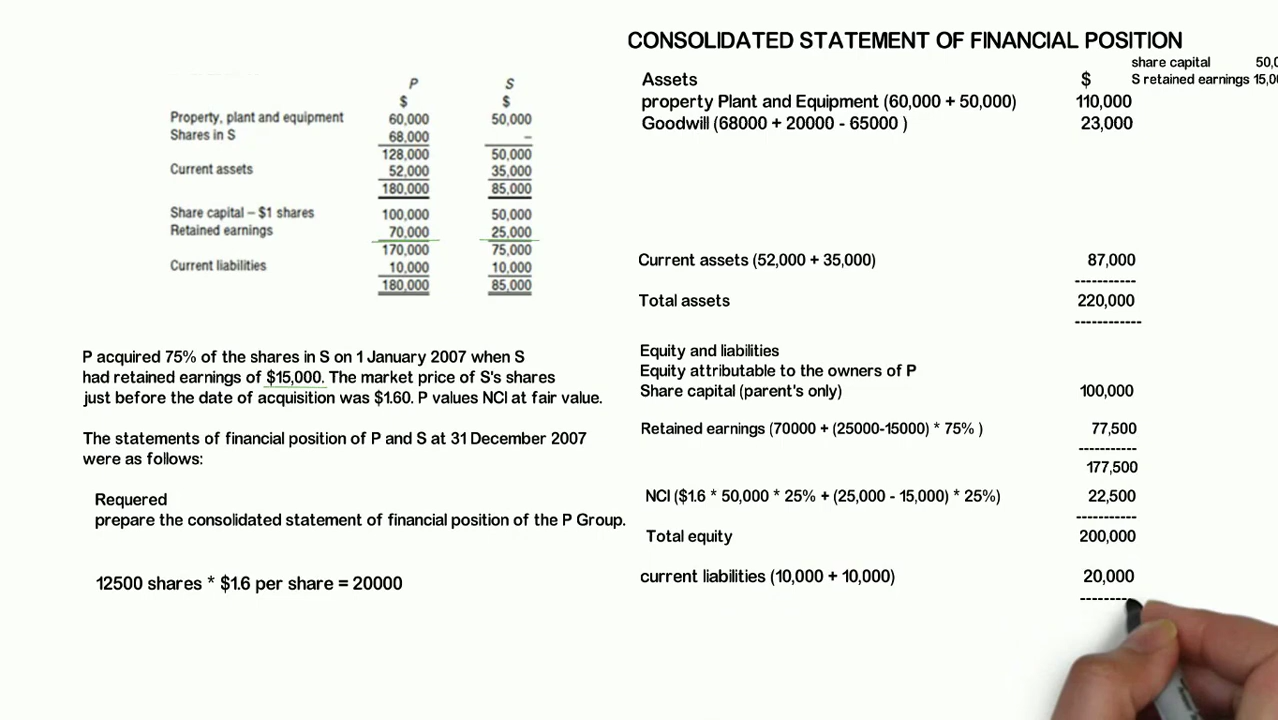 CONSOLIDATED STATEMENT OF FINANCIAL POSITION
share capital 50,0
Assets $ S retained earnings 15,00
property Plant and Equipment (60,000 + 50,000) 110,000
Goodwill (68000 + 20000 - 65000 ) 23,000
Current assets (52,000 + 35,000) 87,000
-----------
Total assets 220,000
------------
Equity and liabilities
Equity attributable to the owners of P
Share capital (parent's only) 100,000
Retained earnings (70000 + (25000-15000) * 75% ) 77,500
-----------
177,500
NCI ($1.6 * 50,000 * 25% + (25,000 - 15,000) * 25%) 22,500
-----------
Total equity 200,000
current liabilities (10,000 + 10,000) 20,000
---------
P S
$ $
Property, plant and equipment 60,000 50,000
Shares in S 68,000 –
128,000 50,000
Current assets 52,000 35,000
180,000 85,000
Share capital – $1 shares 100,000 50,000
Retained earnings 70,000 25,000
170,000 75,000
Current liabilities 10,000 10,000
180,000 85,000
P acquired 75% of the shares in S on 1 January 2007 when S
had retained earnings of $15,000. The market price of S's shares
just before the date of acquisition was $1.60. P values NCI at fair value.
The statements of financial position of P and S at 31 December 2007
were as follows:
Requered
prepare the consolidated statement of financial position of the P Group.
12500 shares * $1.6 per share = 20000